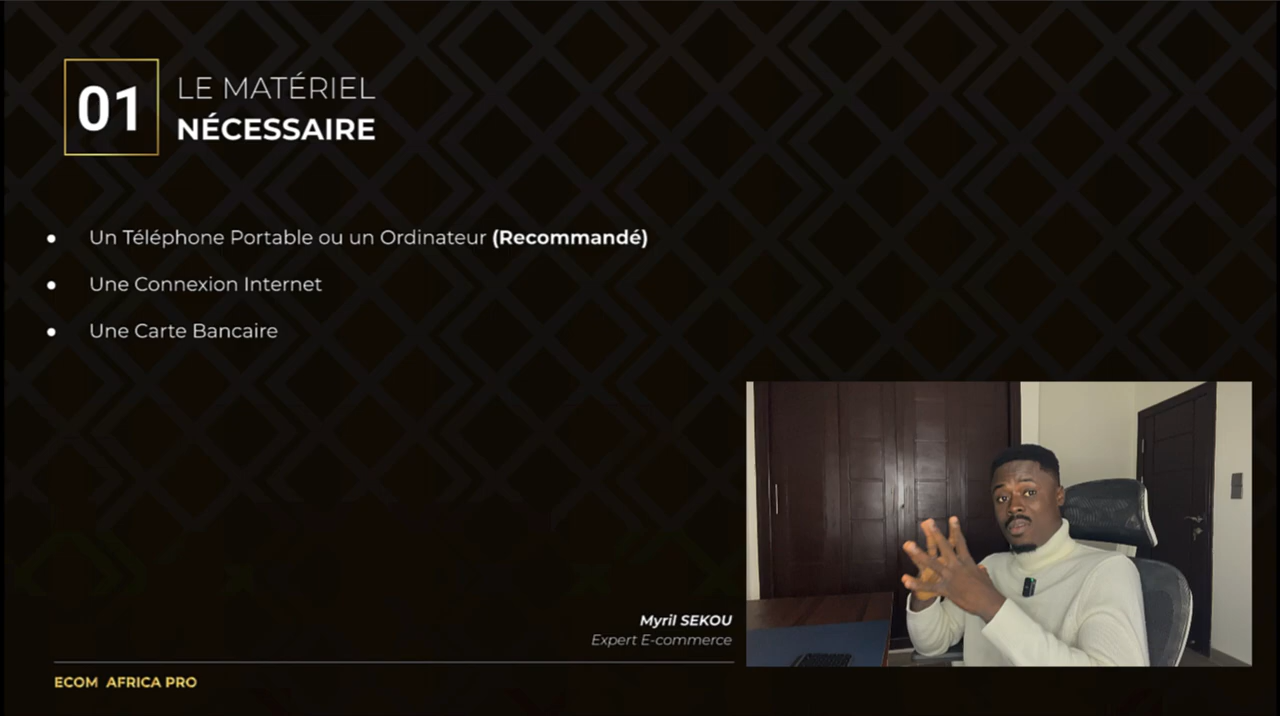 01
LE MATÉRIEL
NÉCESSAIRE
● Un Téléphone Portable ou un Ordinateur (Recommandé)
● Une Connexion Internet
● Une Carte Bancaire
Myril SEKOU
Expert E-commerce
ECOM AFRICA PRO